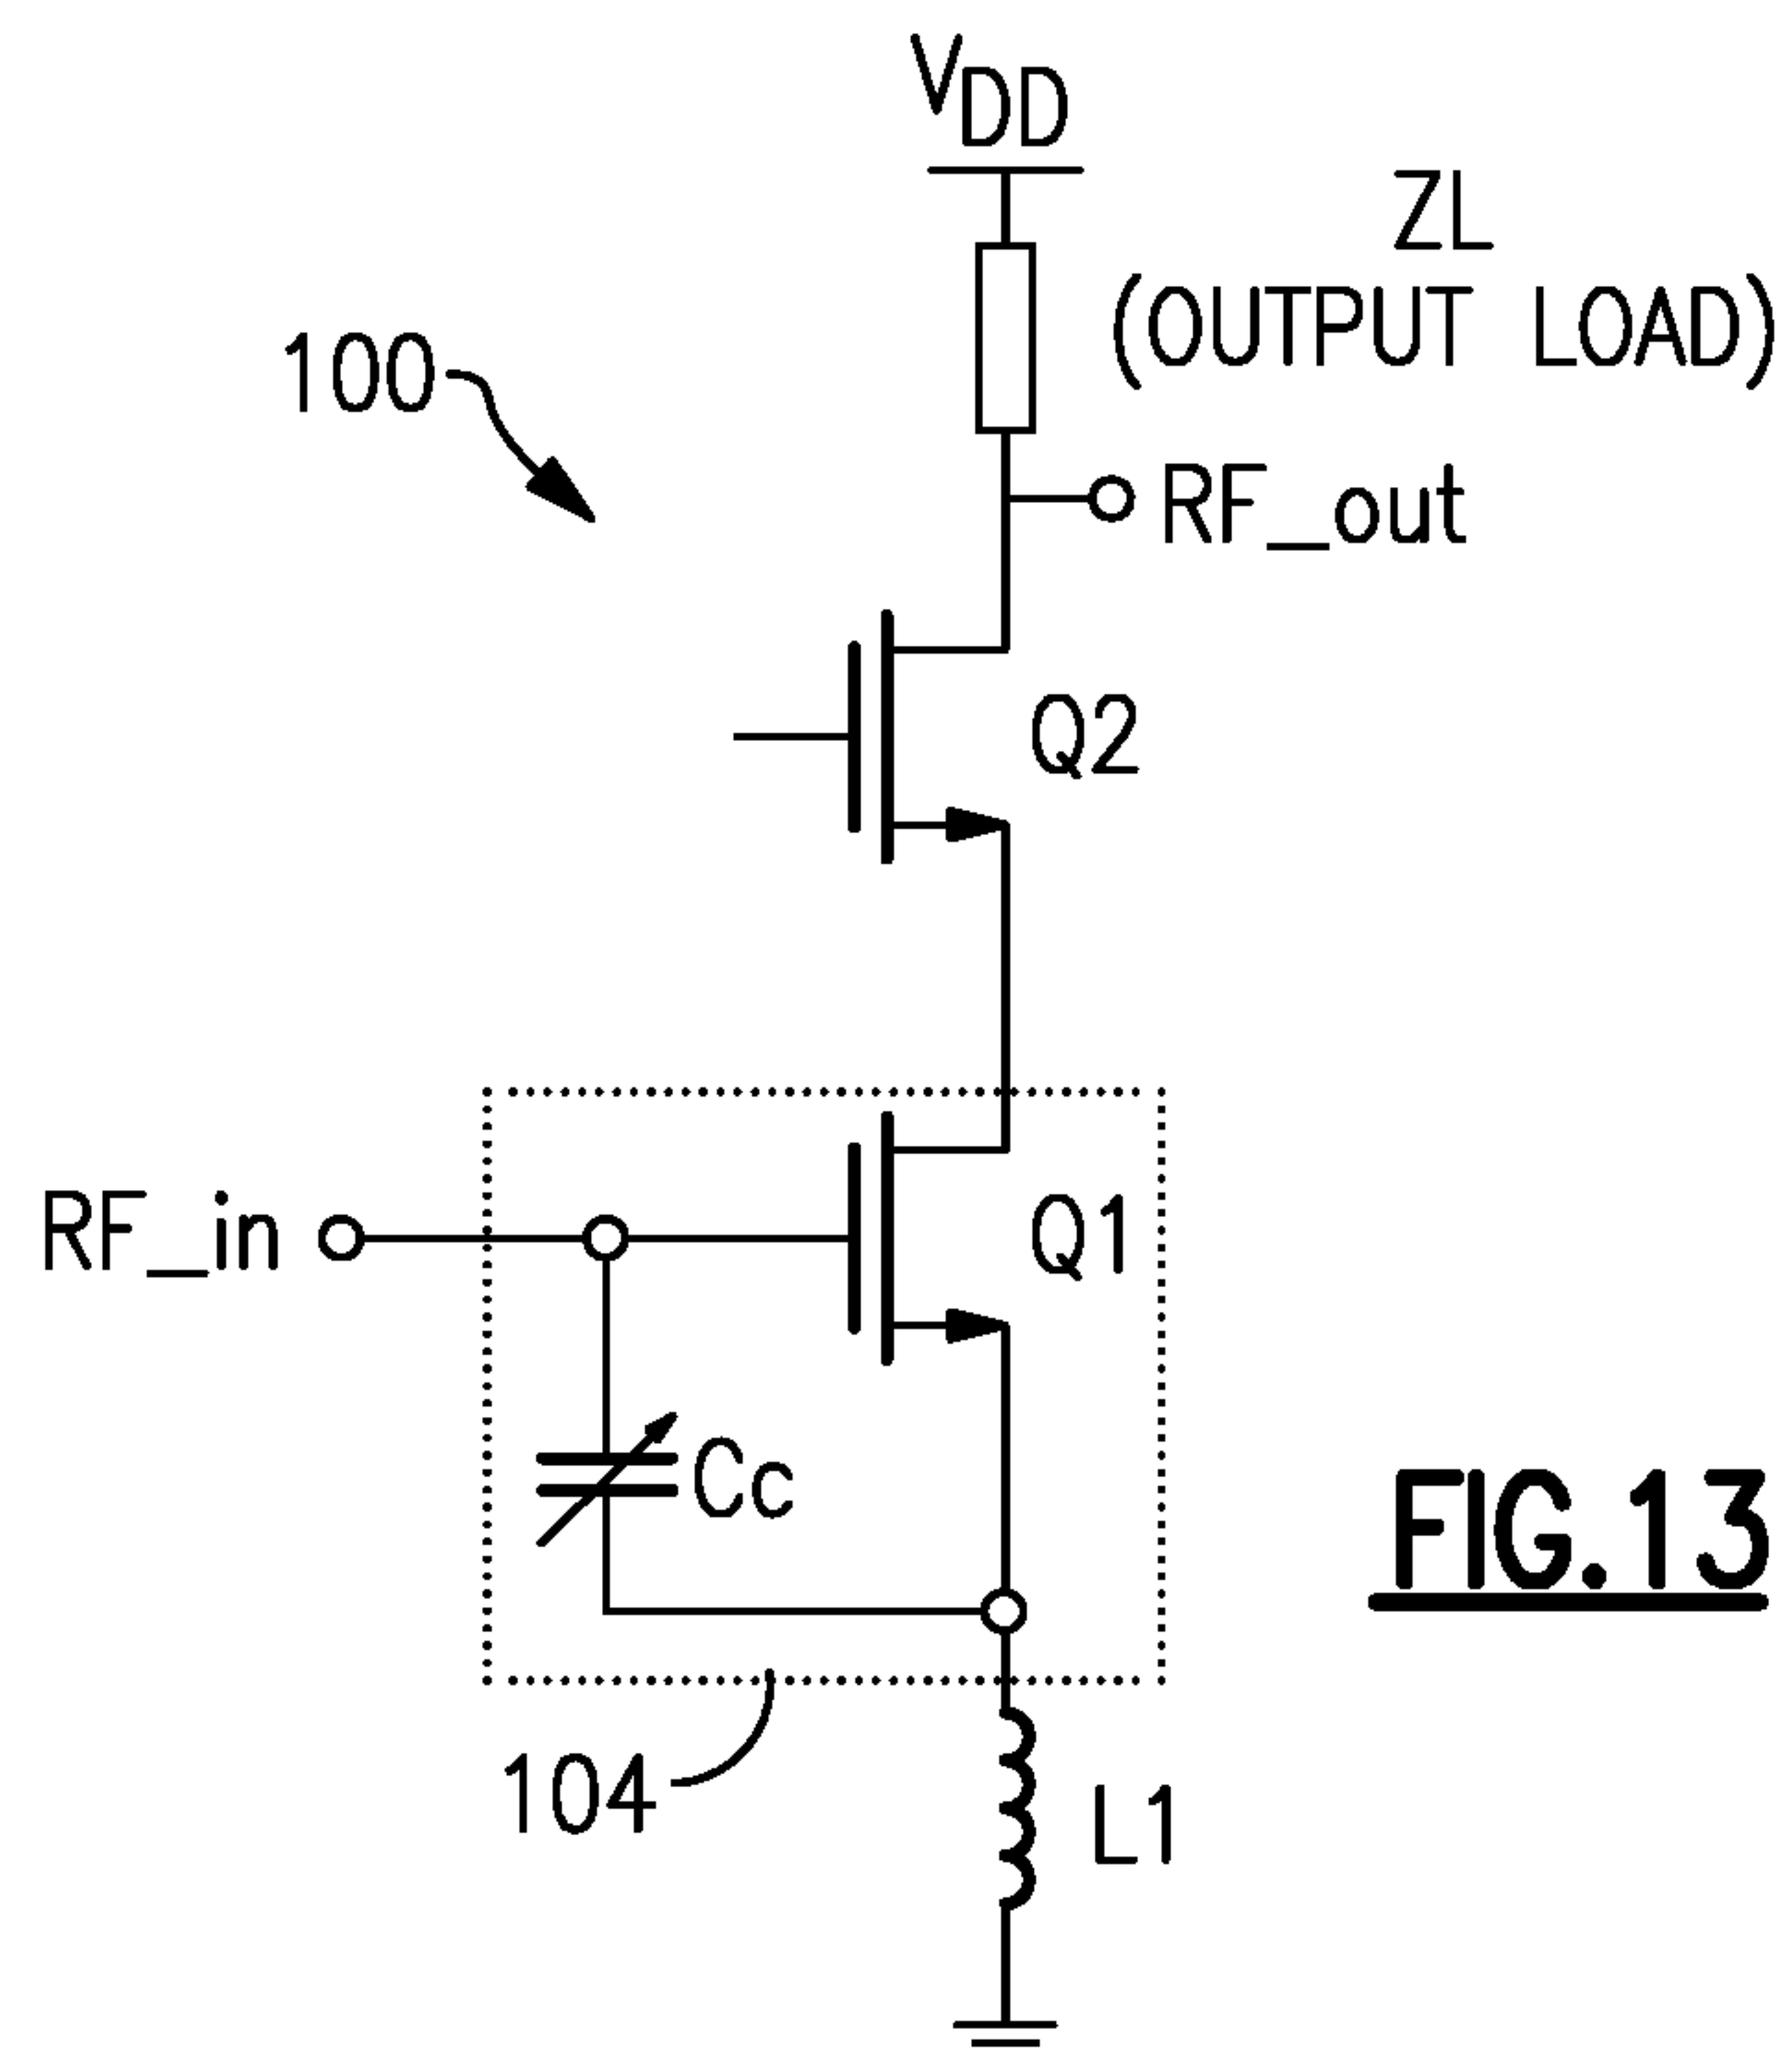 VDD
ZL
(OUTPUT LOAD)
100
RF_out
Q2
RF_in
Q1
Cc
FIG.13
104
L1